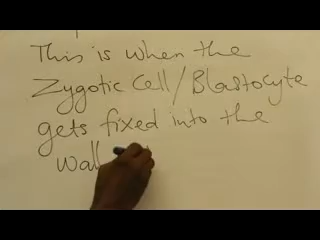 This is when the
Zygotic Cell/Blastocyte
gets fixed into the
wall